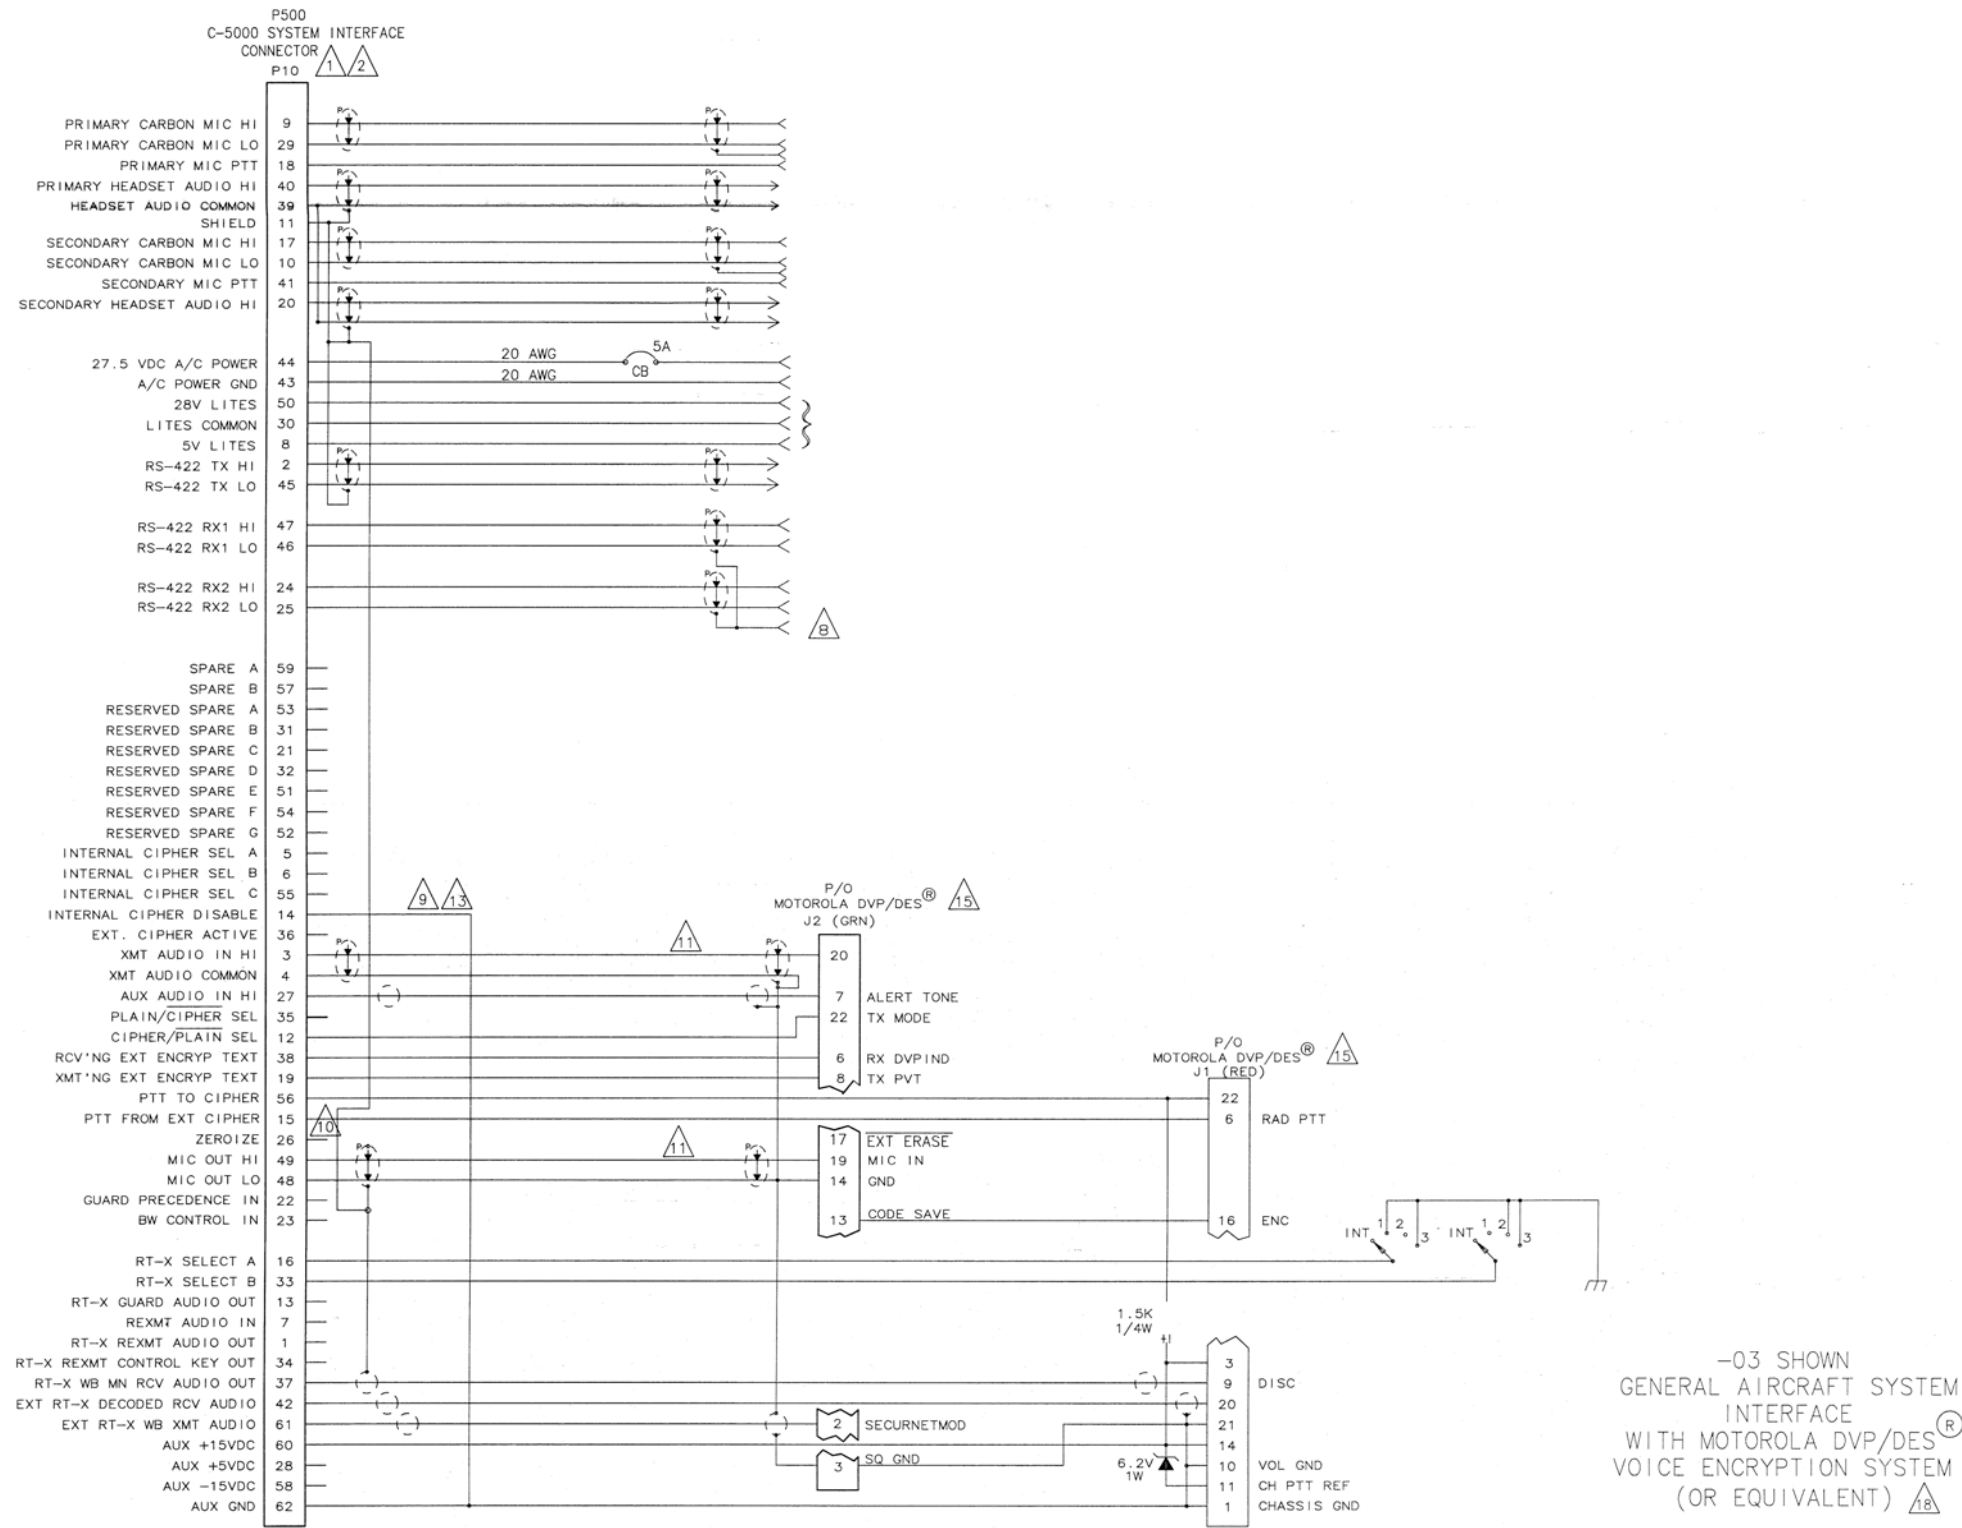 P500
C-5000 SYSTEM INTERFACE
CONNECTOR 1 2
P10
PRIMARY CARBON MIC HI 9
PRIMARY CARBON MIC LO 29
PRIMARY MIC PTT 18
PRIMARY HEADSET AUDIO HI 40
HEADSET AUDIO COMMON 39
SHIELD 11
SECONDARY CARBON MIC HI 17
SECONDARY CARBON MIC LO 10
SECONDARY MIC PTT 41
SECONDARY HEADSET AUDIO HI 20
27.5 VDC A/C POWER 44 20 AWG 5A CB
A/C POWER GND 43 20 AWG
28V LITES 50
LITES COMMON 30
5V LITES 8
RS-422 TX HI 2
RS-422 TX LO 45
RS-422 RX1 HI 47
RS-422 RX1 LO 46
RS-422 RX2 HI 24
RS-422 RX2 LO 25
8
SPARE A 59
SPARE B 57
RESERVED SPARE A 53
RESERVED SPARE B 31
RESERVED SPARE C 21
RESERVED SPARE D 32
RESERVED SPARE E 51
RESERVED SPARE F 54
RESERVED SPARE G 52
INTERNAL CIPHER SEL A 5
INTERNAL CIPHER SEL B 6
INTERNAL CIPHER SEL C 55
INTERNAL CIPHER DISABLE 14
EXT. CIPHER ACTIVE 36
XMT AUDIO IN HI 3
XMT AUDIO COMMON 4
AUX AUDIO IN HI 27
PLAIN/CIPHER SEL 35
CIPHER/PLAIN SEL 12
RCV'NG EXT ENCRYP TEXT 38
XMT'NG EXT ENCRYP TEXT 19
PTT TO CIPHER 56
PTT FROM EXT CIPHER 15
ZEROIZE 26
MIC OUT HI 49
MIC OUT LO 48
GUARD PRECEDENCE IN 22
BW CONTROL IN 23
RT-X SELECT A 16
RT-X SELECT B 33
RT-X GUARD AUDIO OUT 13
REXMT AUDIO IN 7
RT-X REXMT AUDIO OUT 1
RT-X REXMT CONTROL KEY OUT 34
RT-X WB MN RCV AUDIO OUT 37
EXT RT-X DECODED RCV AUDIO 42
EXT RT-X WB XMT AUDIO 61
AUX +15VDC 60
AUX +5VDC 28
AUX -15VDC 58
AUX GND 62
9 13
11
10
11
P/O
MOTOROLA DVP/DES® 15
J2 (GRN)
20
7 ALERT TONE
22 TX MODE
6 RX DVPIND
8 TX PVT
17 EXT ERASE
19 MIC IN
14 GND
13 CODE SAVE
2 SECURNETMOD
3 SQ GND
P/O
MOTOROLA DVP/DES® 15
J1 (RED)
22
6 RAD PTT
16 ENC
INT 1 2 3
INT 1 2 3
1.5K
1/4W
3
9 DISC
20
21
14
6.2V
1W
10 VOL GND
11 CH PTT REF
1 CHASSIS GND
-03 SHOWN
GENERAL AIRCRAFT SYSTEM
INTERFACE
WITH MOTOROLA DVP/DES®
VOICE ENCRYPTION SYSTEM
(OR EQUIVALENT) 18